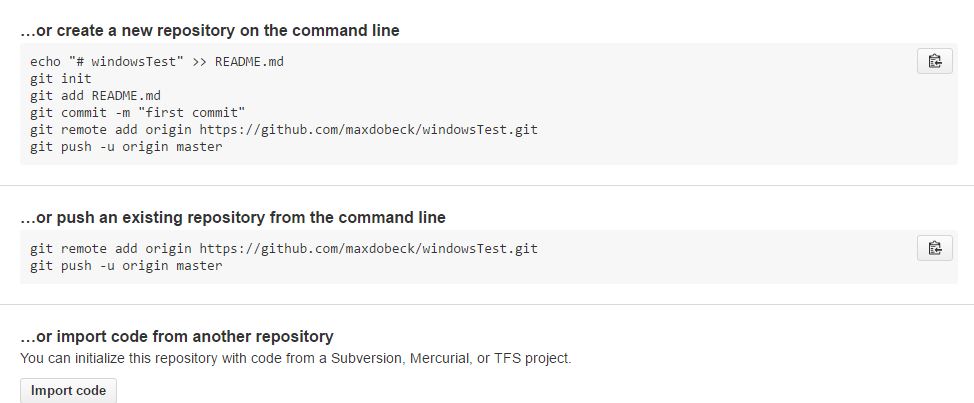 ...or create a new repository on the command line
echo "# windowsTest" >> README.md
git init
git add README.md
git commit -m "first commit"
git remote add origin https://github.com/maxdobeck/windowsTest.git
git push -u origin master
...or push an existing repository from the command line
git remote add origin https://github.com/maxdobeck/windowsTest.git
git push -u origin master
...or import code from another repository
You can initialize this repository with code from a Subversion, Mercurial, or TFS project.
Import code